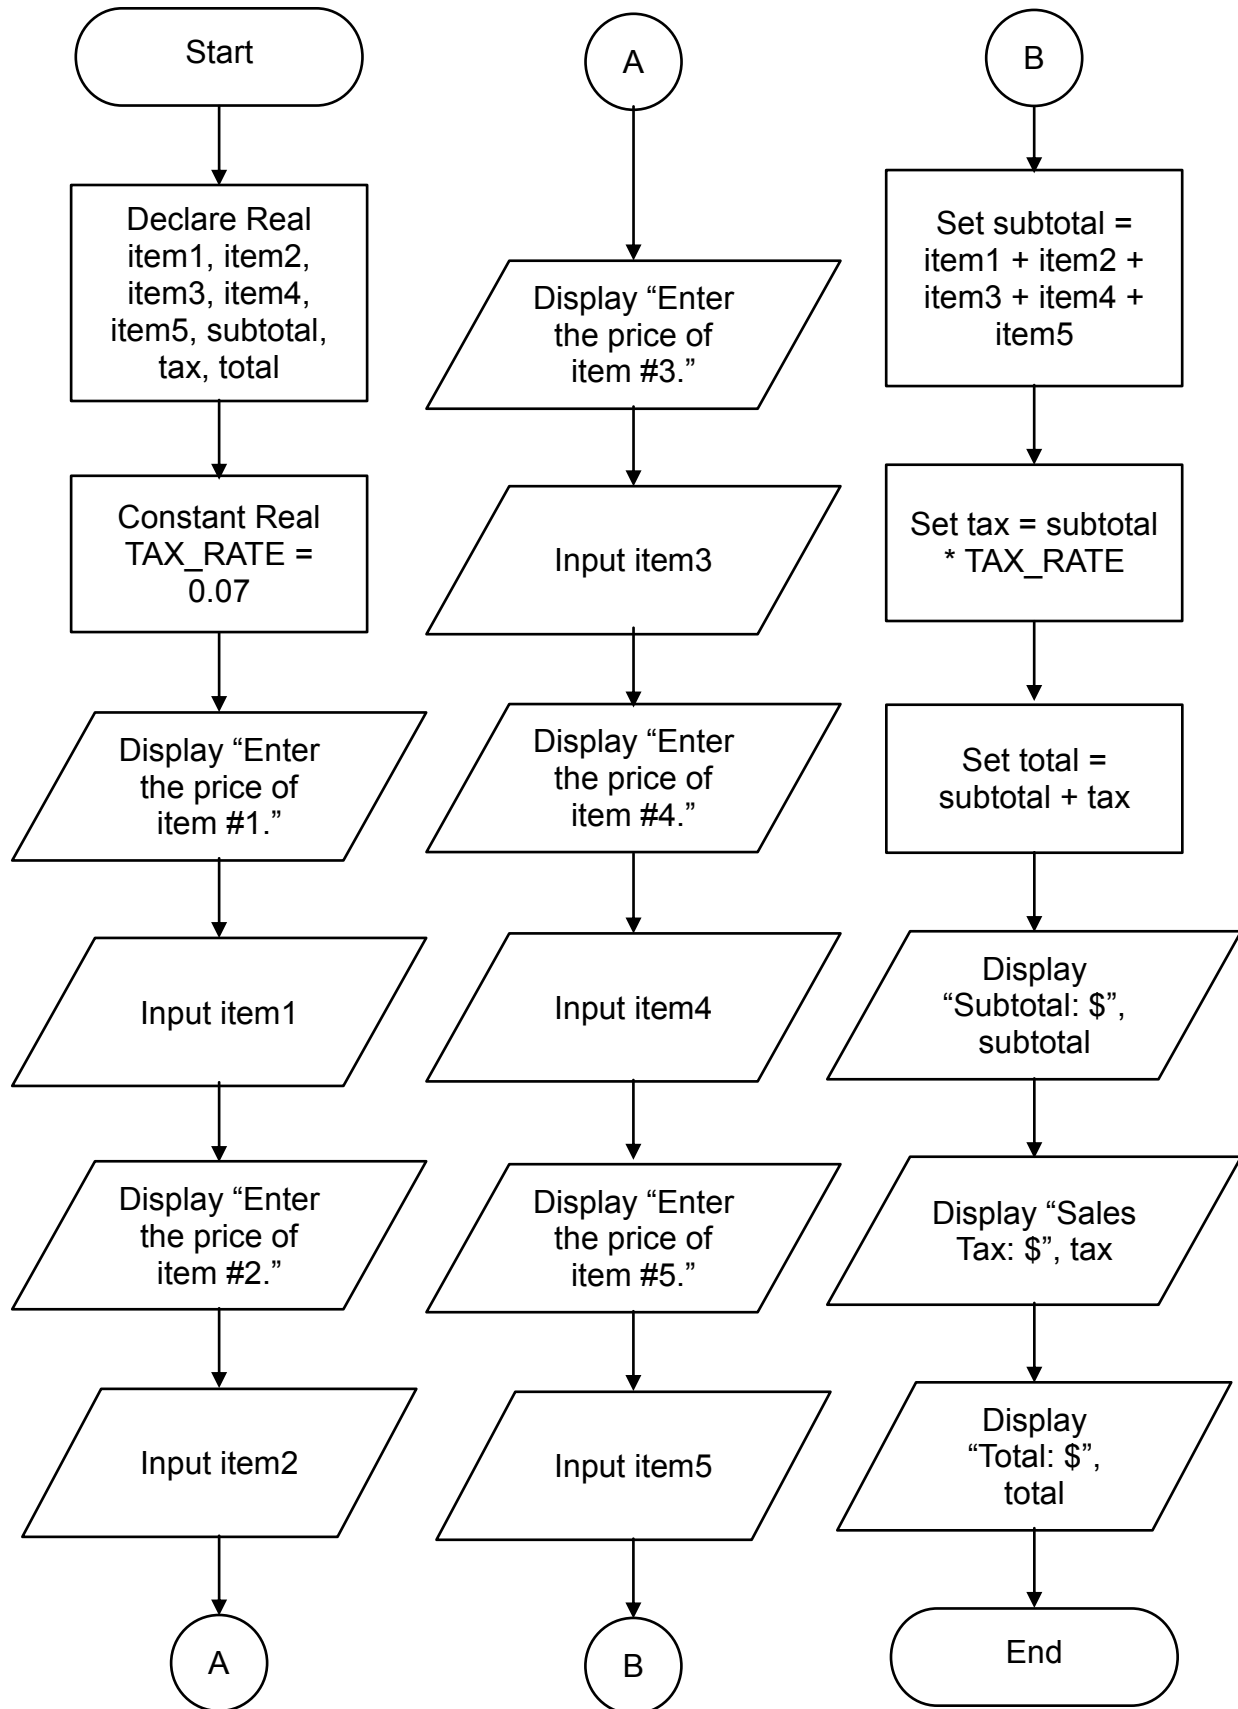 Start
Declare Real
item1, item2,
item3, item4,
item5, subtotal,
tax, total
Constant Real
TAX_RATE =
0.07
Display “Enter
the price of
item #1.”
Input item1
Display “Enter
the price of
item #2.”
Input item2
A
A
Display “Enter
the price of
item #3.”
Input item3
Display “Enter
the price of
item #4.”
Input item4
Display “Enter
the price of
item #5.”
Input item5
B
B
Set subtotal =
item1 + item2 +
item3 + item4 +
item5
Set tax = subtotal
* TAX_RATE
Set total =
subtotal + tax
Display
“Subtotal: $”,
subtotal
Display “Sales
Tax: $”, tax
Display
“Total: $”,
total
End